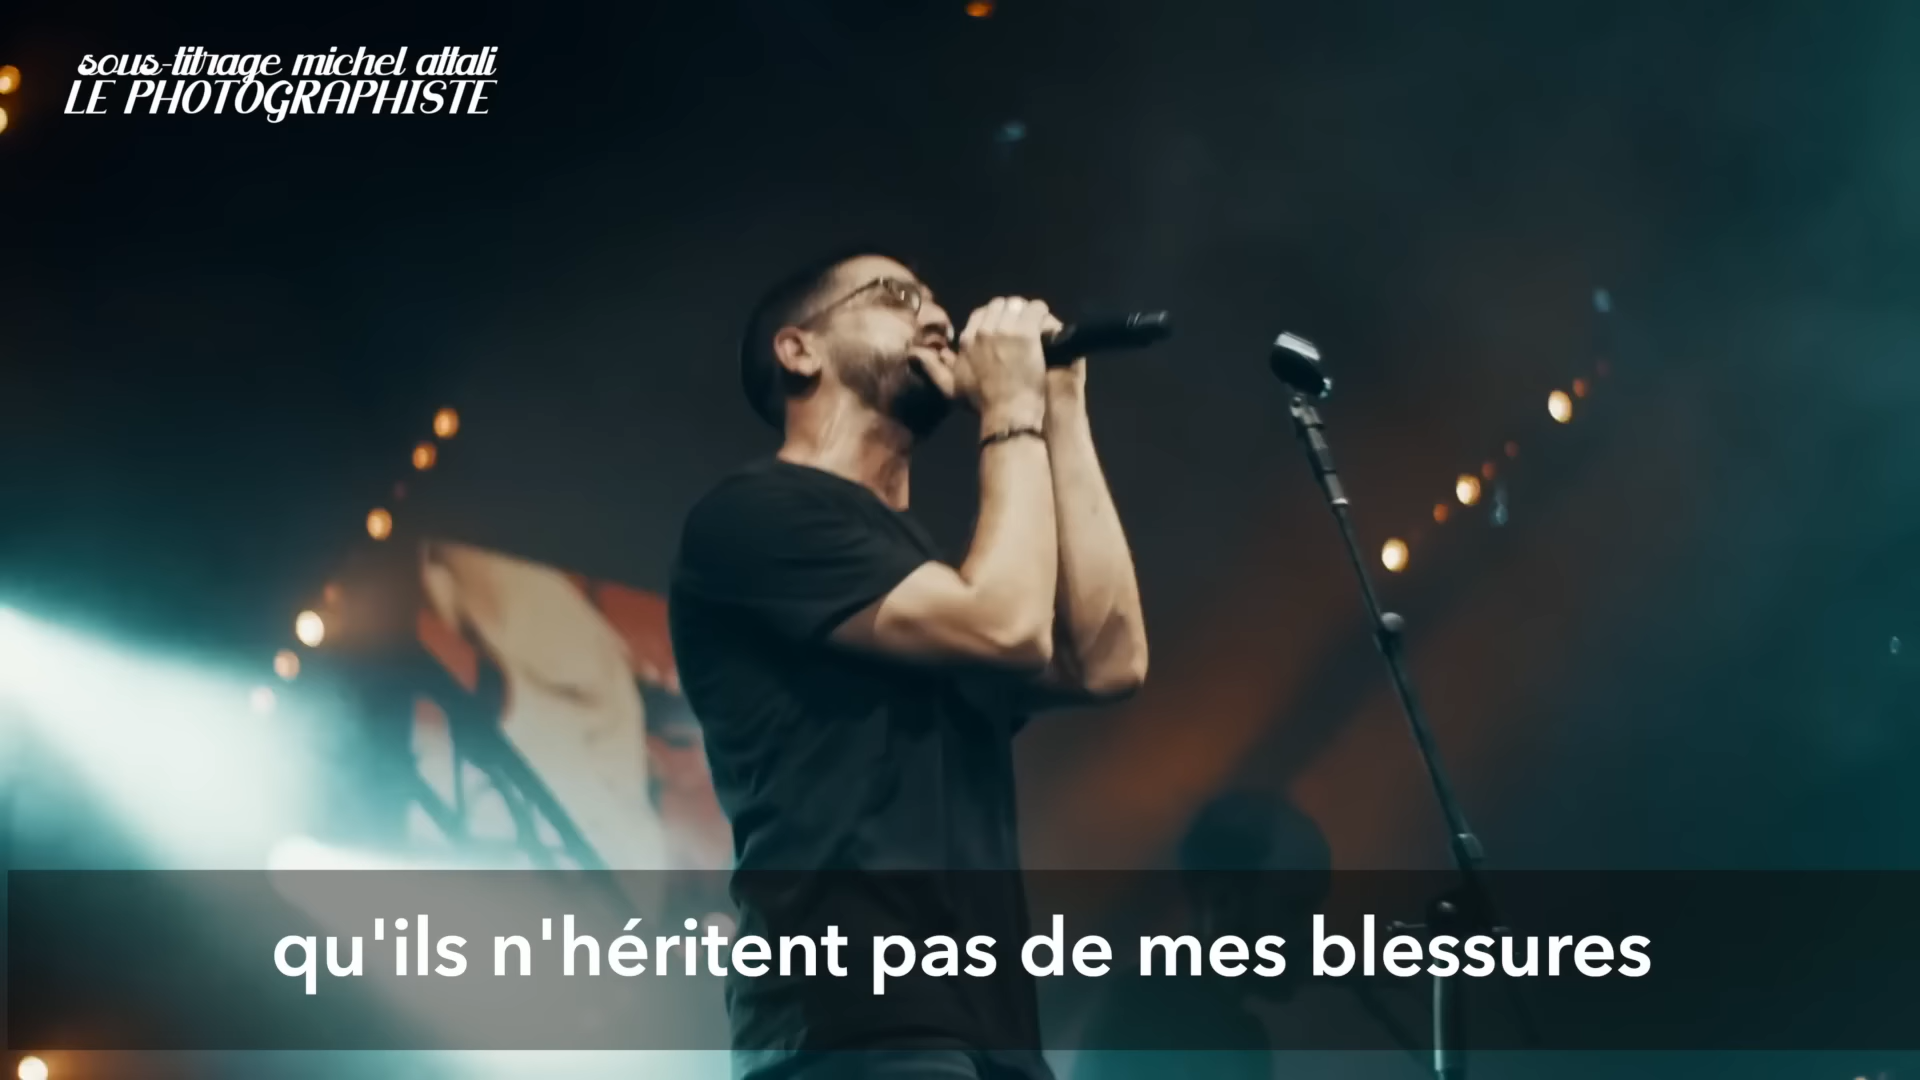 sous-titrage michel attali
LE PHOTOGRAPHISTE
qu'ils n'héritent pas de mes blessures